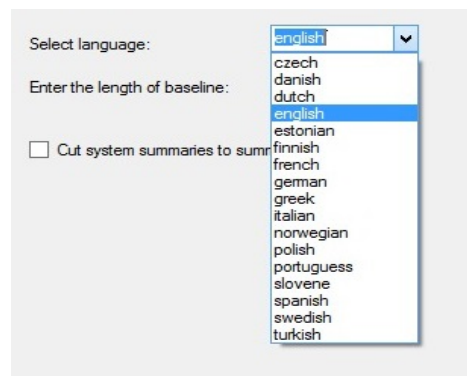 Select language:
english
Enter the length of baseline:
Cut system summaries to summ
czech
danish
dutch
english
estonian
finnish
french
german
greek
italian
norwegian
polish
portuguess
slovene
spanish
swedish
turkish